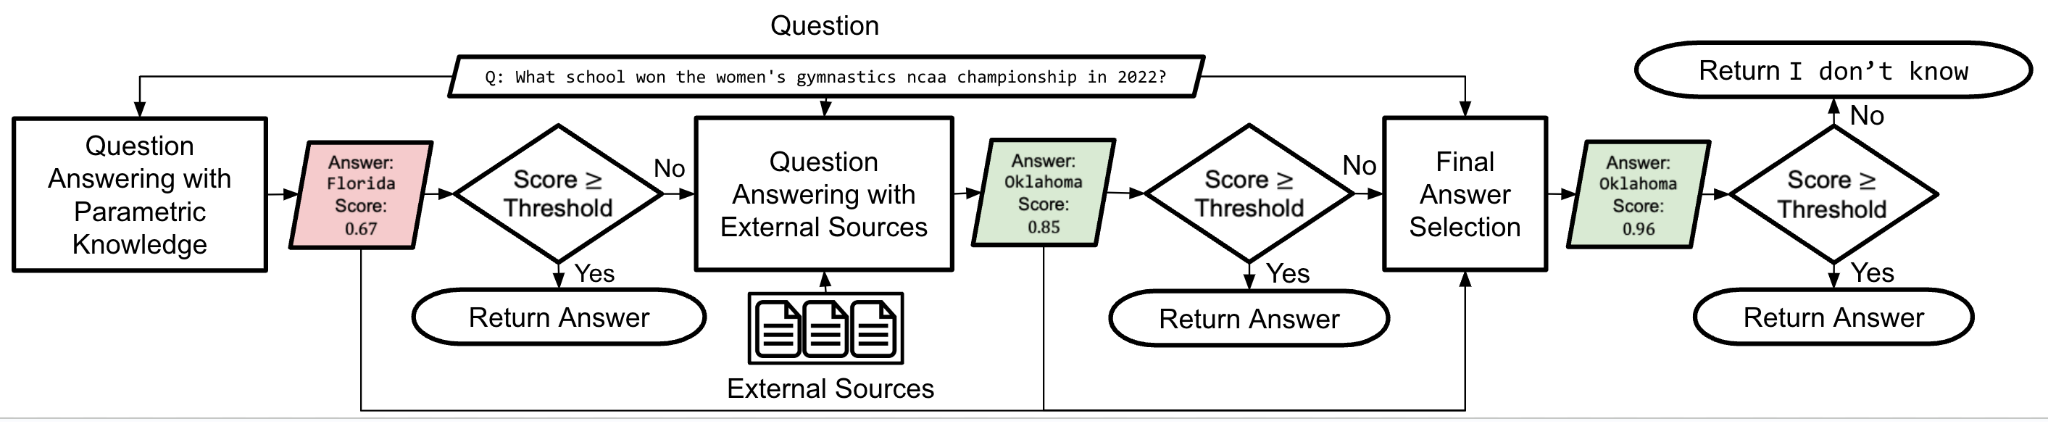 Question
Q: What school won the women's gymnastics ncaa championship in 2022?
Question
Answering with
Parametric
Knowledge
Answer:
Florida
Score:
0.67
Score ≥
Threshold
No
Yes
Return Answer
Question
Answering with
External Sources
External Sources
Answer:
Oklahoma
Score:
0.85
Score ≥
Threshold
No
Yes
Return Answer
Final
Answer
Selection
Answer:
Oklahoma
Score:
0.96
Score ≥
Threshold
No
Return I don’t know
Yes
Return Answer